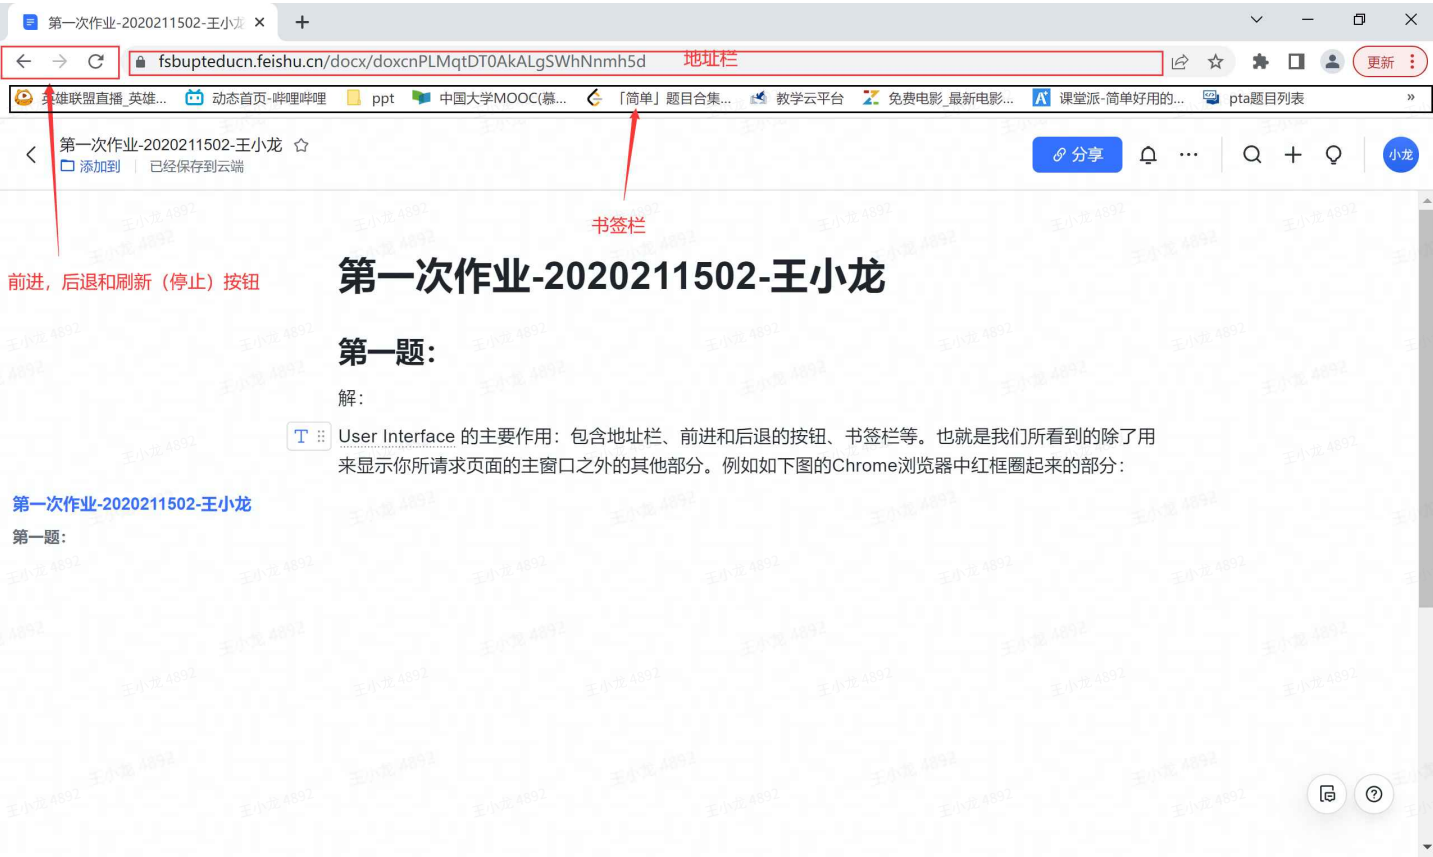 第一次作业-2020211502-王小龙
fsbupteducn.feishu.cn/docx/doxcnPLMqtDT0AkALgSWhNnmh5d 地址栏
更新
英雄联盟直播_英雄... 动态首页-哔哩哔哩 ppt 中国大学MOOC(慕... 「简单」题目合集... 教学云平台 免费电影_最新电影... 课堂派-简单好用的... pta题目列表 »
第一次作业-2020211502-王小龙
添加到 已经保存到云端
分享
小龙
书签栏
前进，后退和刷新（停止）按钮
第一次作业-2020211502-王小龙
第一题：
解：
User Interface 的主要作用：包含地址栏、前进和后退的按钮、书签栏等。也就是我们所看到的除了用
来显示你所请求页面的主窗口之外的其他部分。例如如下图的Chrome浏览器中红框圈起来的部分：
第一次作业-2020211502-王小龙
第一题：
王小龙 4892